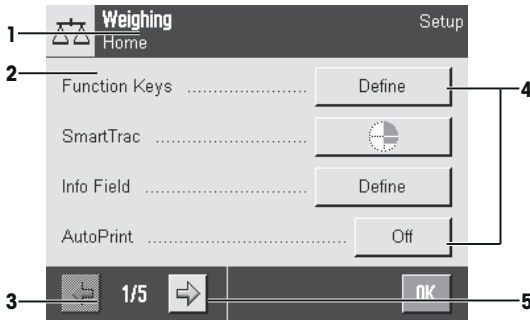 Weighing
Setup
1
Home
2
Function Keys ........................ Define
4
SmartTrac ........................
Info Field ........................ Define
AutoPrint ........................ Off
3
1/5
OK
5